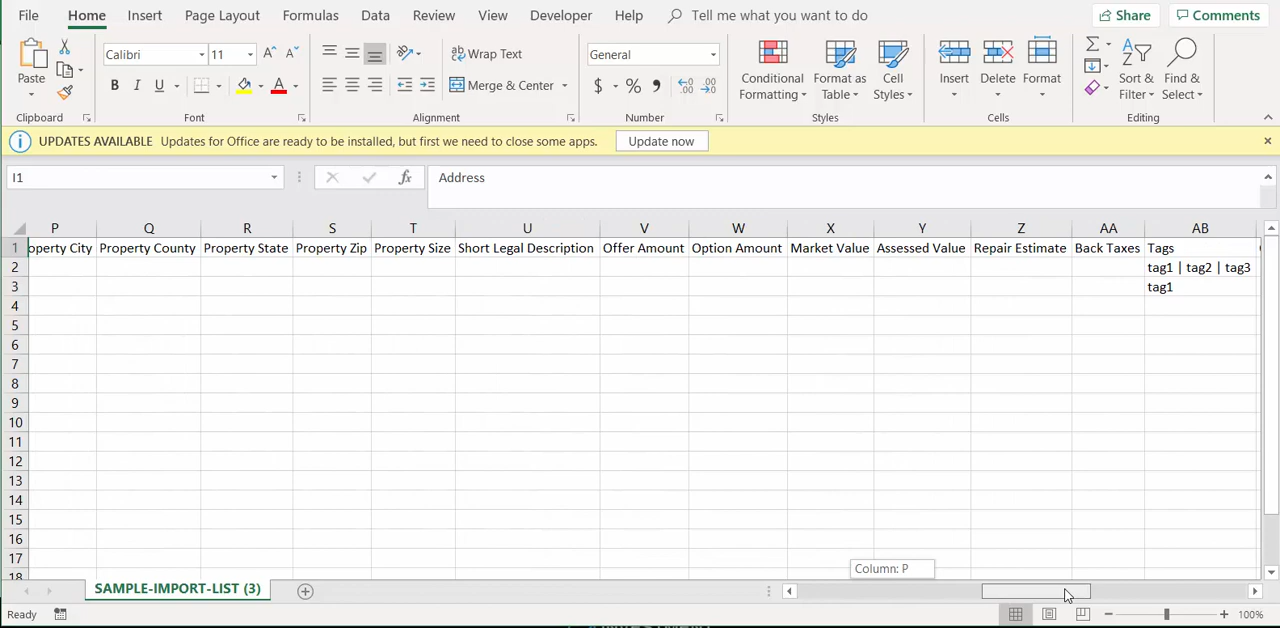 File Home Insert Page Layout Formulas Data Review View Developer Help Tell me what you want to do Share Comments
Calibri 11 Wrap Text General
Paste B I U Merge & Center $ % Conditional Formatting Format as Table Cell Styles Insert Delete Format Sort & Filter Find & Select
Clipboard Font Alignment Number Styles Cells Editing
UPDATES AVAILABLE Updates for Office are ready to be installed, but first we need to close some apps. Update now
I1 fx Address
P Q R S T U V W X Y Z AA AB
1 operty City Property County Property State Property Zip Property Size Short Legal Description Offer Amount Option Amount Market Value Assessed Value Repair Estimate Back Taxes Tags
2 tag1 | tag2 | tag3
3 tag1
4
5
6
7
8
9
10
11
12
13
14
15
16
17
18
Column: P
SAMPLE-IMPORT-LIST (3)
Ready 100%